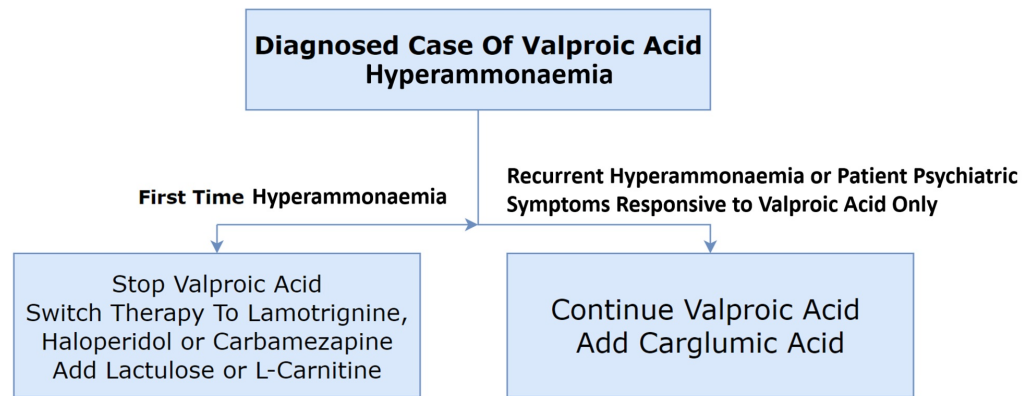 Diagnosed Case Of Valproic Acid
Hyperammonaemia
First Time Hyperammonaemia
Recurrent Hyperammonaemia or Patient Psychiatric
Symptoms Responsive to Valproic Acid Only
Stop Valproic Acid
Switch Therapy To Lamotrignine,
Haloperidol or Carbamezapine
Add Lactulose or L-Carnitine
Continue Valproic Acid
Add Carglumic Acid